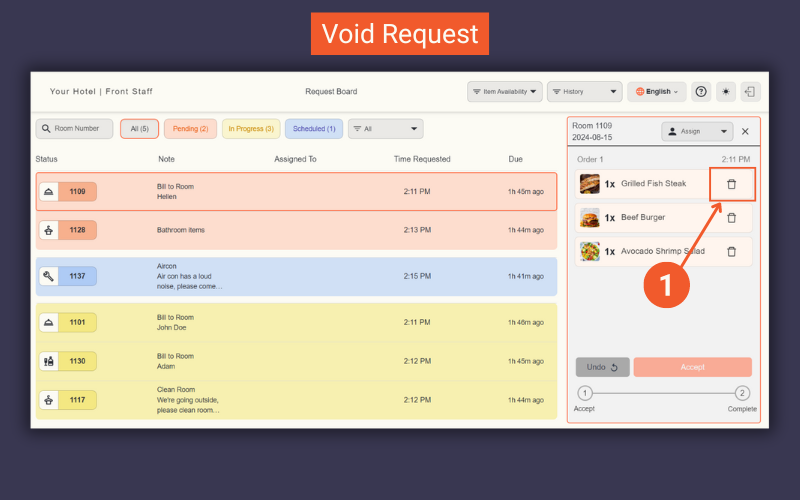 Void Request
Your Hotel | Front Staff
Request Board
Item Availability
History
English
Room Number
All (5)
Pending (2)
In Progress (3)
Scheduled (1)
All
Status
Note
Assigned To
Time Requested
Due
1109
Bill to Room
Hellen
2:11 PM
1h 45m ago
1128
Bathroom items
2:13 PM
1h 44m ago
1137
Aircon
Air con has a loud
noise, please come...
2:15 PM
1h 41m ago
1101
Bill to Room
John Doe
2:11 PM
1h 46m ago
1130
Bill to Room
Adam
2:12 PM
1h 45m ago
1117
Clean Room
We're going outside,
please clean room...
2:12 PM
1h 44m ago
Room 1109
2024-08-15
Assign
Order 1
2:11 PM
1x Grilled Fish Steak
1x Beef Burger
1x Avocado Shrimp Salad
1
Undo
Accept
1
2
Accept
Complete